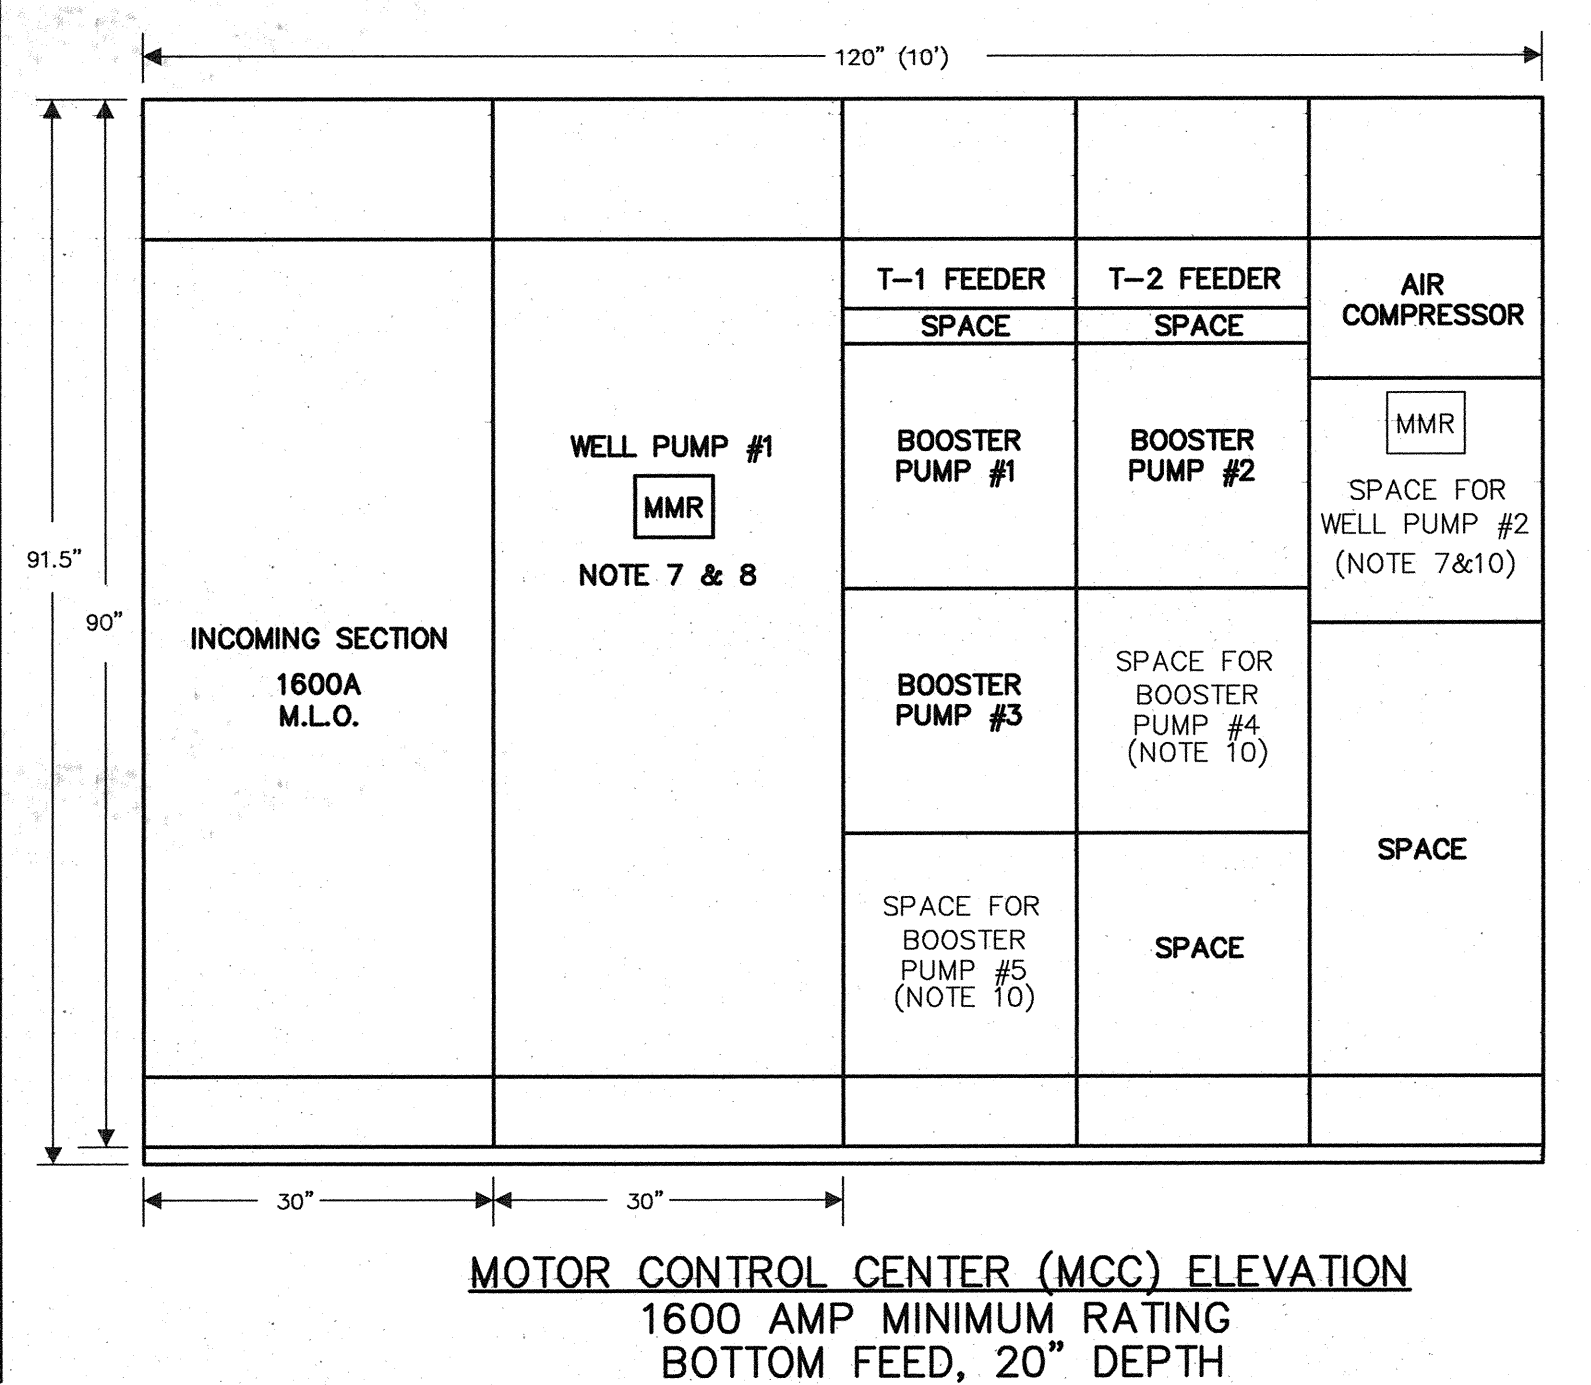 120" (10')
91.5"
90"
INCOMING SECTION
1600A
M.L.O.
WELL PUMP #1
MMR
NOTE 7 & 8
T-1 FEEDER
SPACE
BOOSTER
PUMP #1
BOOSTER
PUMP #3
SPACE FOR
BOOSTER
PUMP #5
(NOTE 10)
T-2 FEEDER
SPACE
BOOSTER
PUMP #2
SPACE FOR
BOOSTER
PUMP #4
(NOTE 10)
SPACE
AIR
COMPRESSOR
MMR
SPACE FOR
WELL PUMP #2
(NOTE 7&10)
SPACE
30"
30"
MOTOR CONTROL CENTER (MCC) ELEVATION
1600 AMP MINIMUM RATING
BOTTOM FEED, 20" DEPTH